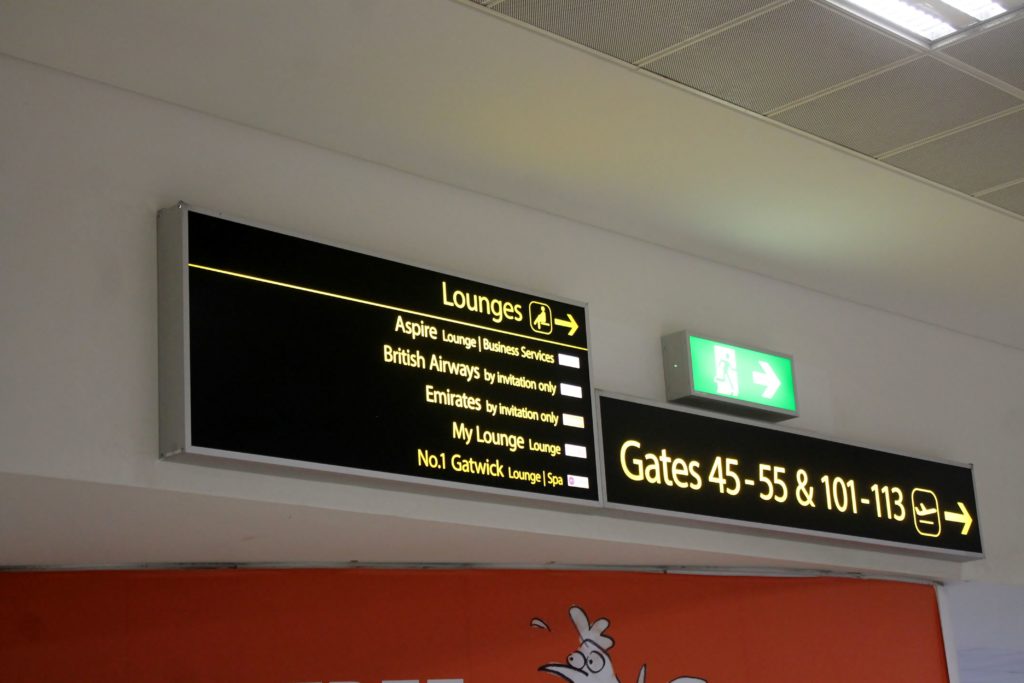 Lounges
Aspire Lounge | Business Services
British Airways by invitation only
Emirates by invitation only
My Lounge Lounge
No.1 Gatwick Lounge | Spa
Gates 45-55 & 101-113